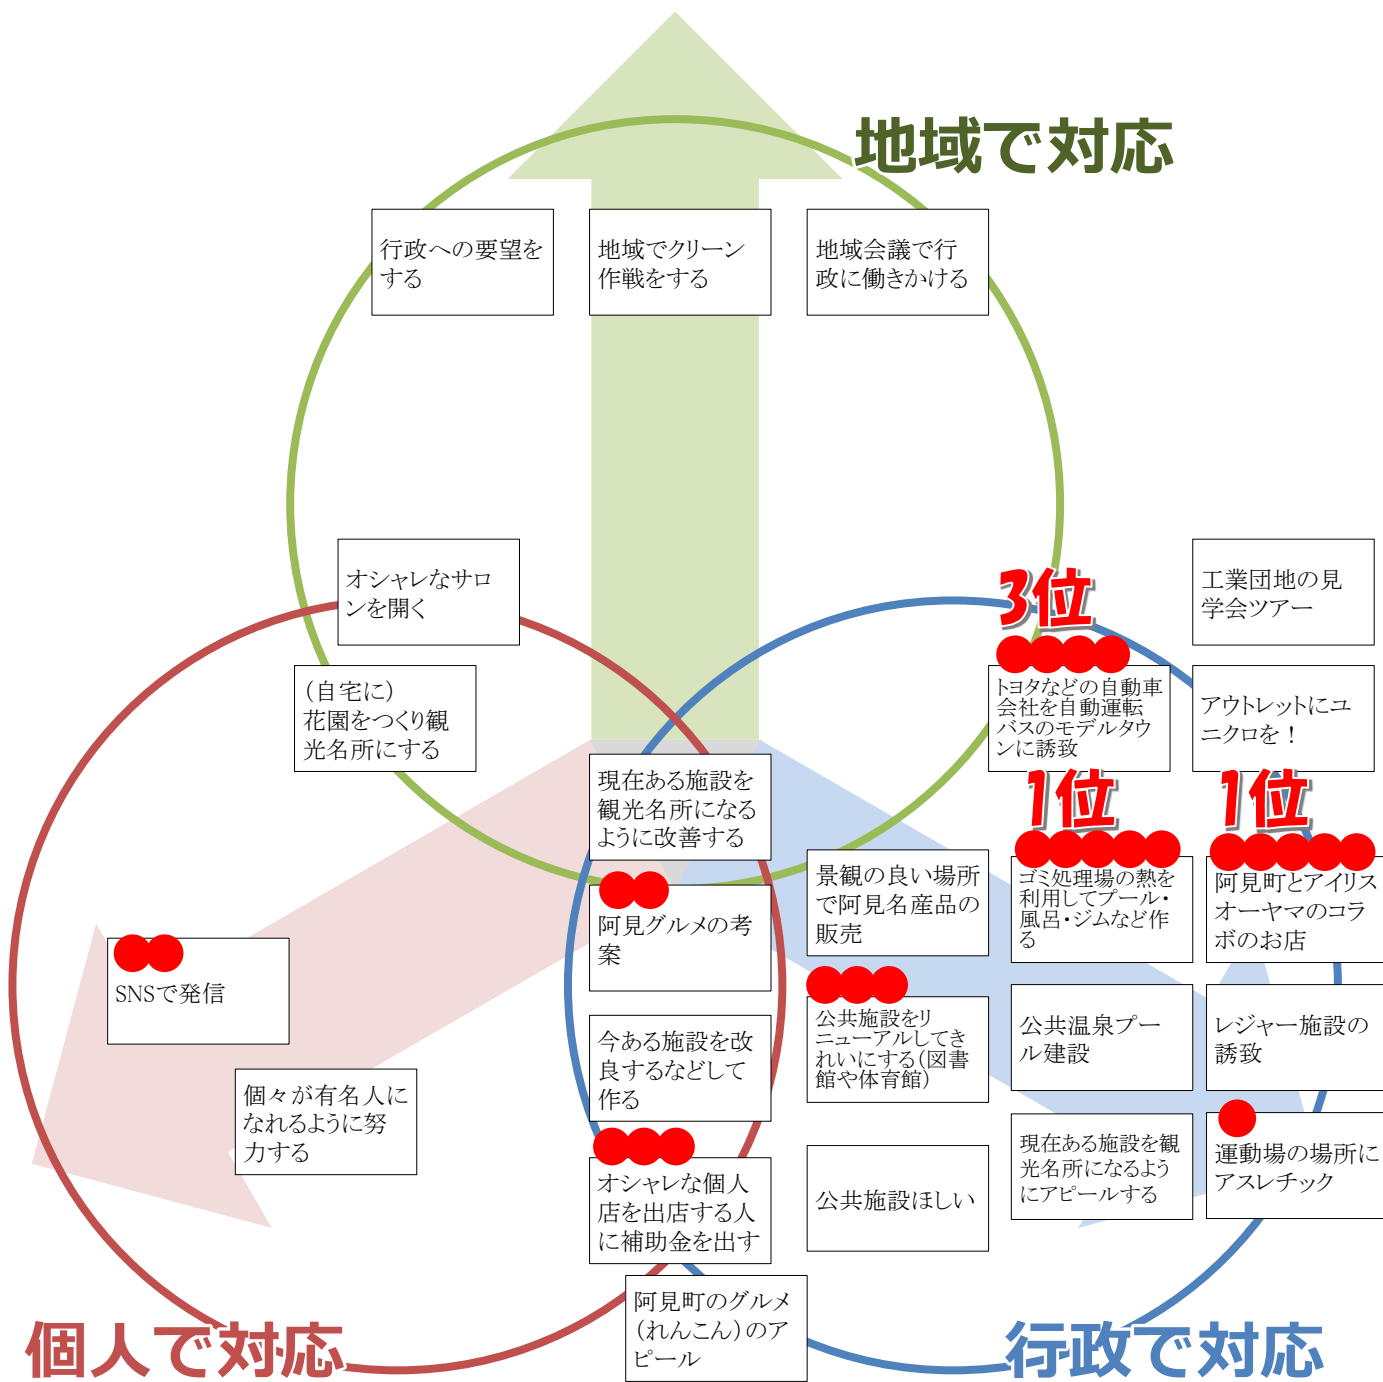 地域で対応
行政への要望を
する
地域でクリーン
作戦をする
地域会議で行
政に働きかける
オシャレなサロ
ンを開く
(自宅に)
花園をつくり観
光名所にする
3位
トヨタなどの自動車
会社を自動運転
バスのモデルタウ
ンに誘致
工業団地の見
学会ツアー
アウトレットにユ
ニクロを！
現在ある施設を
観光名所になる
ように改善する
阿見グルメの考
案
今ある施設を改
良するなどして
作る
オシャレな個人
店を出店する人
に補助金を出す
阿見町のグルメ
(れんこん)のア
ピール
景観の良い場所
で阿見名産品の
販売
公共施設をリ
ニューアルしてき
れいにする(図書
館や体育館)
公共施設ほしい
1位
ゴミ処理場の熱を
利用してプール・
風呂・ジムなど作
る
公共温泉プー
ル建設
現在ある施設を観
光名所になるよう
にアピールする
1位
阿見町とアイリス
オーヤマのコラ
ボのお店
レジャー施設の
誘致
運動場の場所に
アスレチック
SNSで発信
個々が有名人に
なれるように努
力する
個人で対応
行政で対応